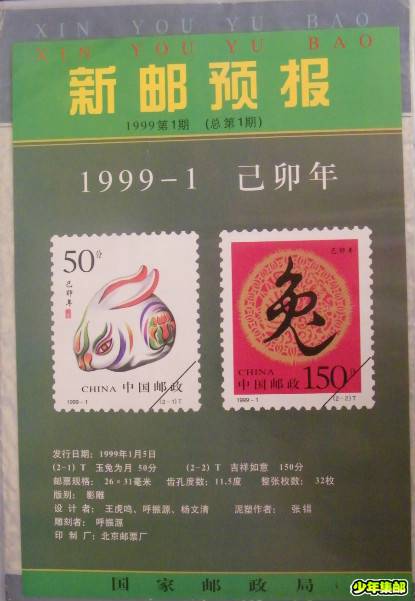 XIN YOU YU BAO
XIN YOU YU BAO
新邮预报
1999第1期 (总第1期)
1999-1 己卯年
50分
己卯年
CHINA 中国邮政
1999-1 (2-1)T
己卯年
兔
CHINA
中国邮政 150分
1999-1 (2-2)T
发行日期：1999年1月5日
(2-1) T 玉兔为月 50分 (2-2) T 吉祥如意 150分
邮票规格： 26×31毫米 齿孔度数：11.5度 整张枚数： 32枚
版别： 影雕
设计者： 王虎鸣、呼振源、杨文清 泥塑作者： 张锠
雕刻者：呼振源
印制厂：北京邮票厂
国家邮政局
少年集邮